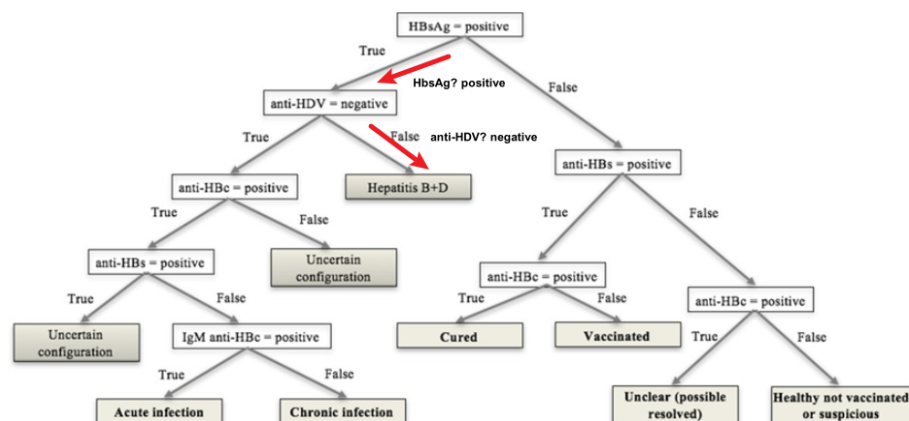 HBsAg = positive
True
False
HbsAg? positive
anti-HDV = negative
True
False
anti-HDV? negative
anti-HBs = positive
anti-HBc = positive
Hepatitis B+D
True
False
True
False
anti-HBs = positive
Uncertain
configuration
anti-HBc = positive
anti-HBc = positive
True
False
True
False
True
False
Uncertain
configuration
IgM anti-HBc = positive
Cured
Vaccinated
True
False
Acute infection
Chronic infection
Unclear (possible
resolved)
Healthy not vaccinated
or suspicious